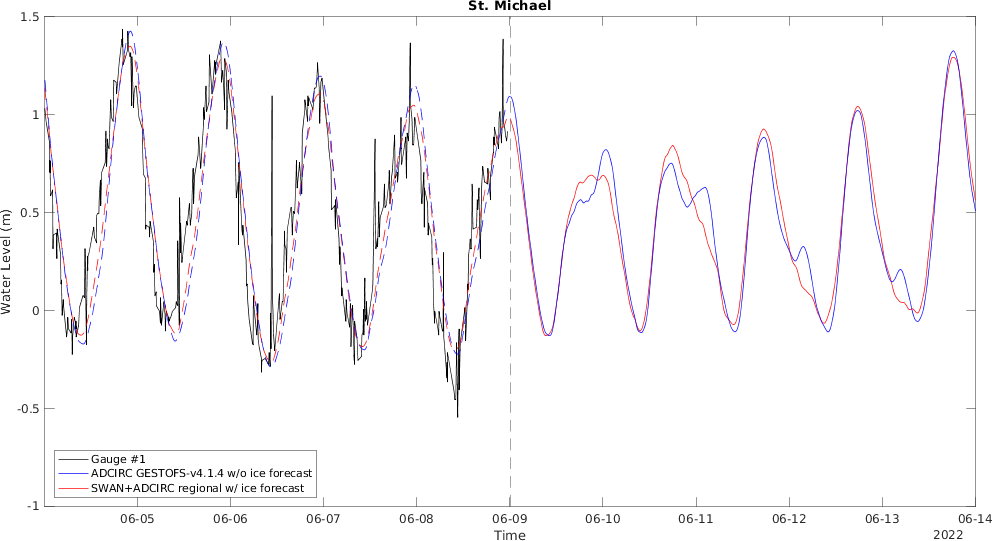 St. Michael
1.5
1
0.5
0
-0.5
-1
Water Level (m)
Gauge #1
ADCIRC GESTOFS-v4.1.4 w/o ice forecast
SWAN+ADCIRC regional w/ ice forecast
06-05 06-06 06-07 06-08 06-09 06-10 06-11 06-12 06-13 06-14
Time
2022